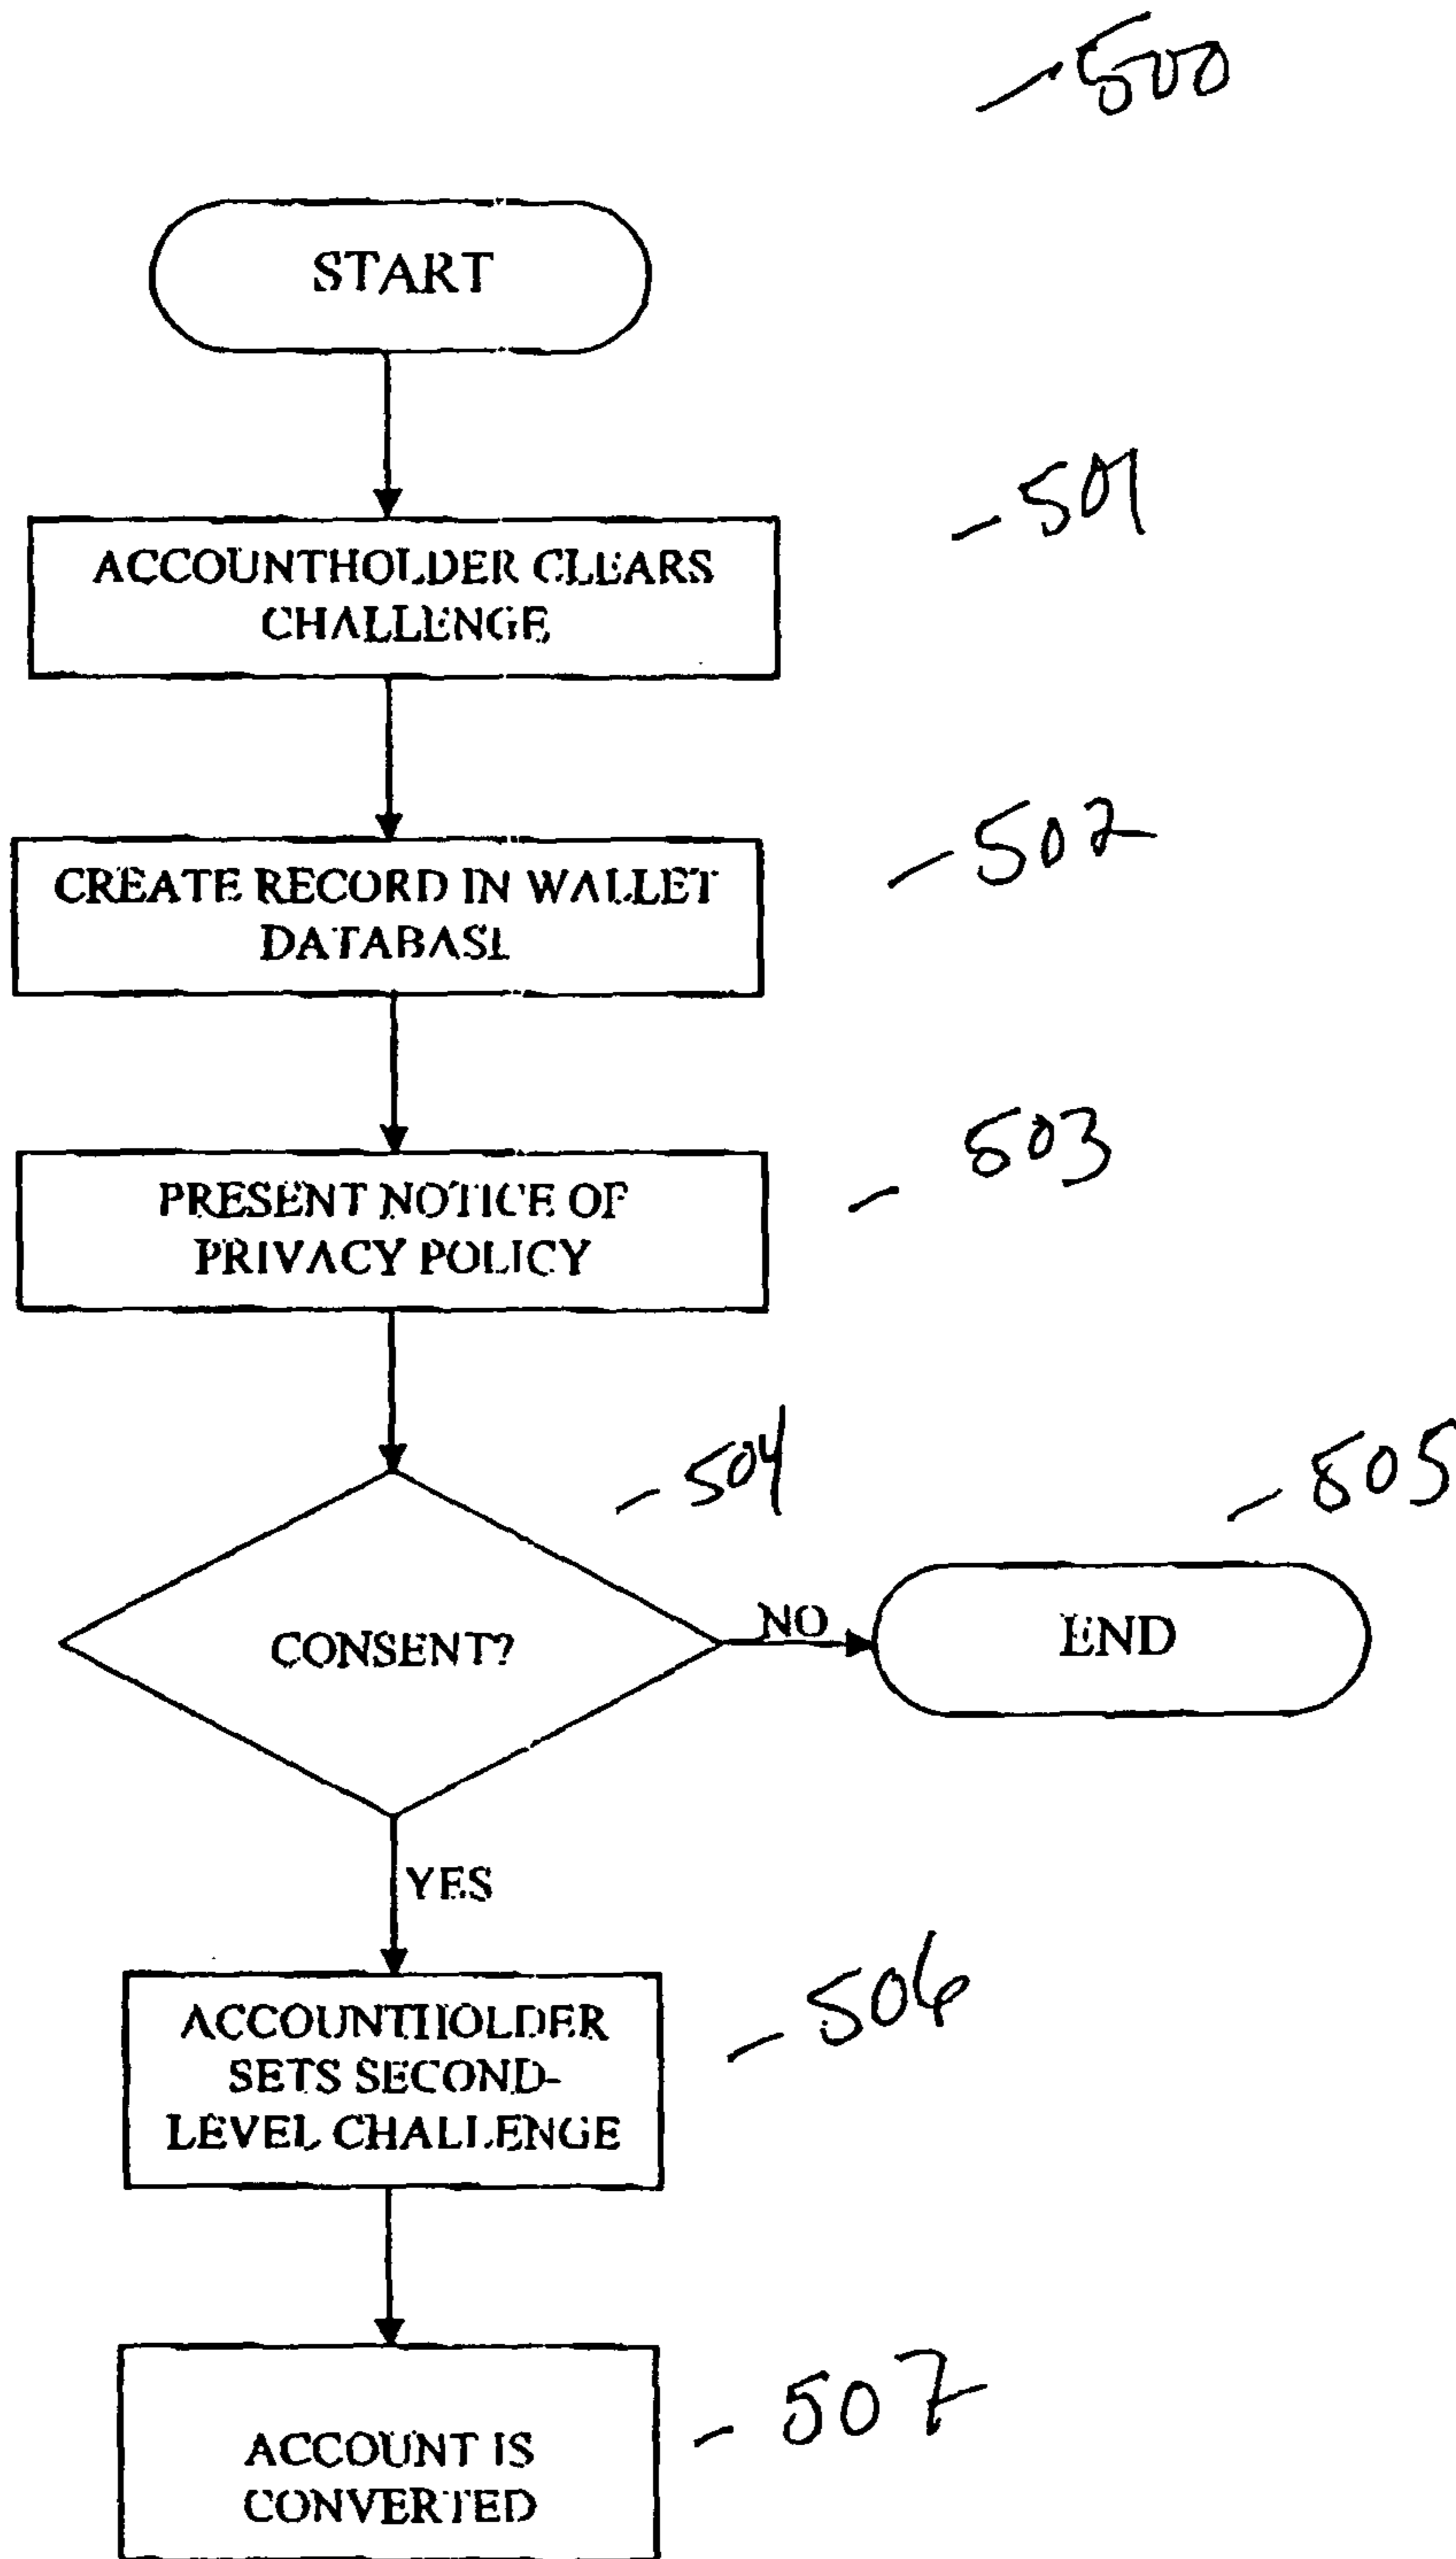 500
START
501
ACCOUNTHOLDER CLEARS
CHALLENGE
502
CREATE RECORD IN WALLET
DATABASE
503
PRESENT NOTICE OF
PRIVACY POLICY
504
505
CONSENT?
NO
END
YES
506
ACCOUNTHOLDER
SETS SECOND-
LEVEL CHALLENGE
507
ACCOUNT IS
CONVERTED